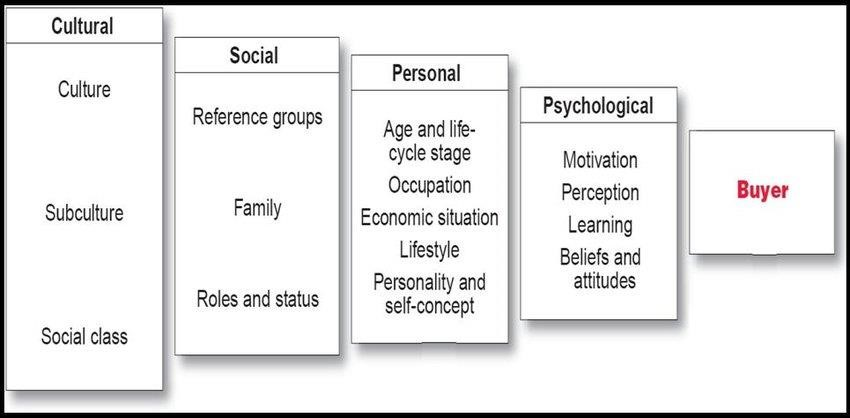 Cultural
Culture
Subculture
Social class
Social
Reference groups
Family
Roles and status
Personal
Age and life-
cycle stage
Occupation
Economic situation
Lifestyle
Personality and
self-concept
Psychological
Motivation
Perception
Learning
Beliefs and
attitudes
Buyer